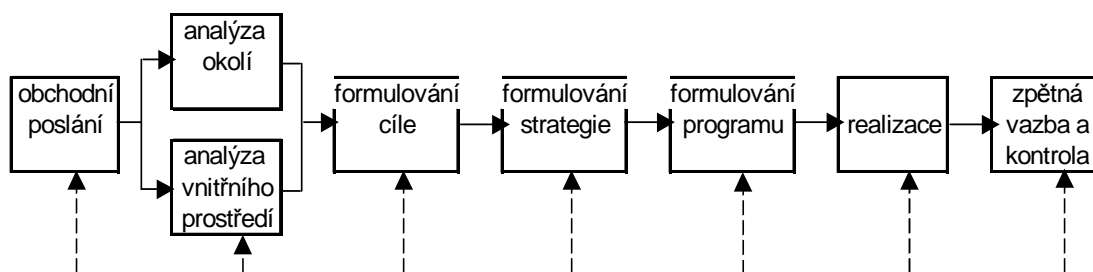 obchodní
poslání
analýza
okolí
analýza
vnitřního
prostředí
formulování
cíle
formulování
strategie
formulování
programu
realizace
zpětná
vazba a
kontrola